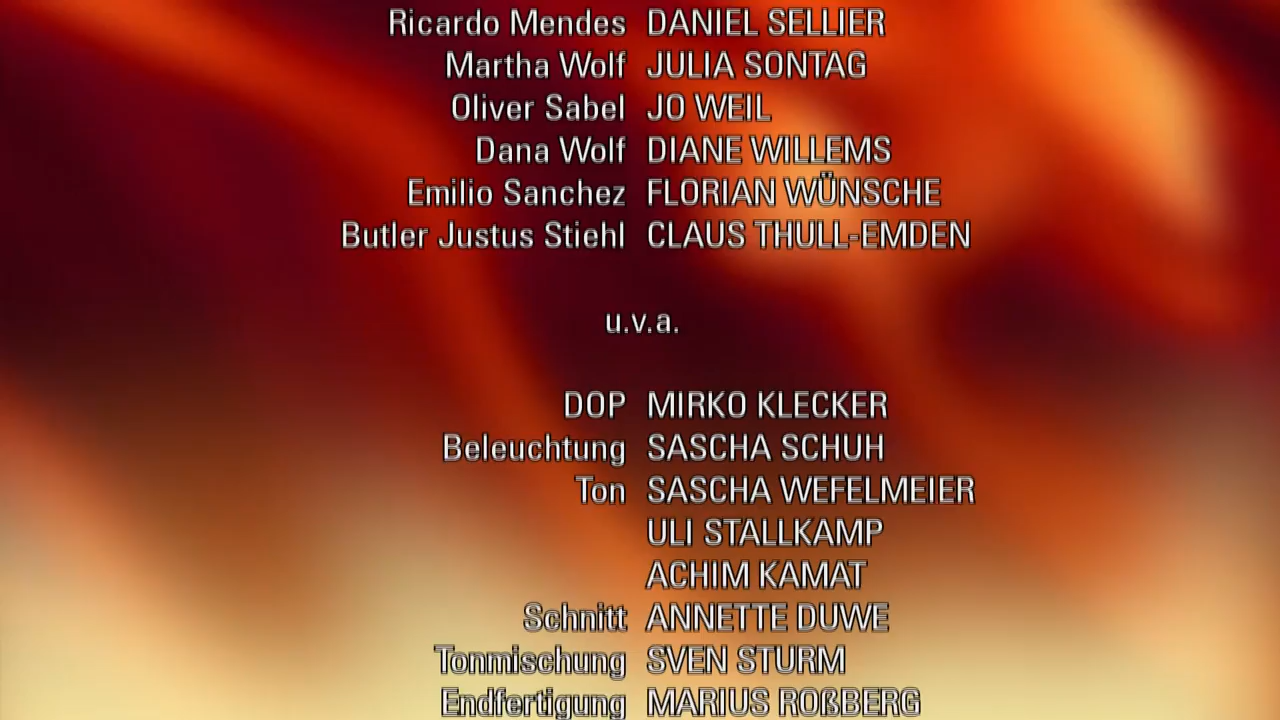 Ricardo Mendes DANIEL SELLIER
Martha Wolf JULIA SONTAG
Oliver Sabel JO WEIL
Dana Wolf DIANE WILLEMS
Emilio Sanchez FLORIAN WÜNSCHE
Butler Justus Stiehl CLAUS THULL-EMDEN
u.v.a.
DOP MIRKO KLECKER
Beleuchtung SASCHA SCHUH
Ton SASCHA WEFELMEIER
ULI STALLKAMP
ACHIM KAMAT
Schnitt ANNETTE DUWE
Tonmischung SVEN STURM
Endfertigung MARIUS ROßBERG